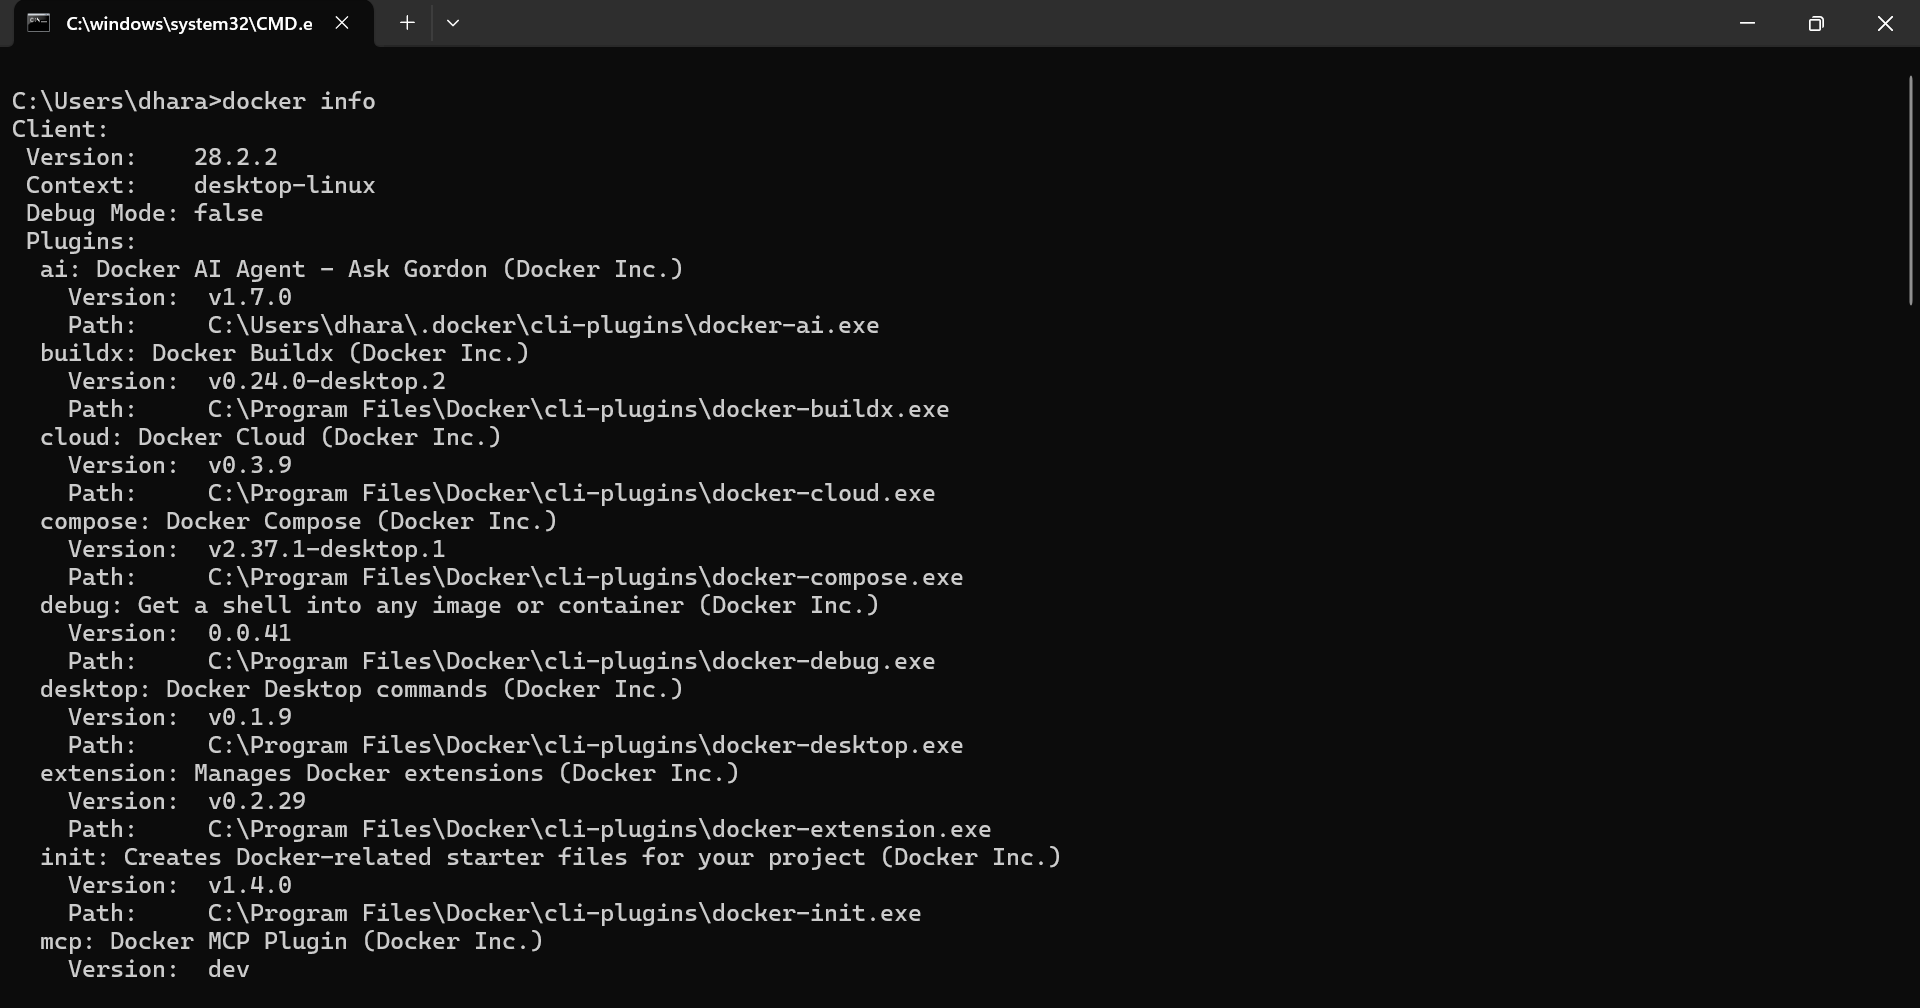 C:\windows\system32\CMD.e
C:\Users\dhara>docker info
Client:
 Version:    28.2.2
 Context:    desktop-linux
 Debug Mode: false
 Plugins:
  ai: Docker AI Agent - Ask Gordon (Docker Inc.)
    Version:  v1.7.0
    Path:     C:\Users\dhara\.docker\cli-plugins\docker-ai.exe
  buildx: Docker Buildx (Docker Inc.)
    Version:  v0.24.0-desktop.2
    Path:     C:\Program Files\Docker\cli-plugins\docker-buildx.exe
  cloud: Docker Cloud (Docker Inc.)
    Version:  v0.3.9
    Path:     C:\Program Files\Docker\cli-plugins\docker-cloud.exe
  compose: Docker Compose (Docker Inc.)
    Version:  v2.37.1-desktop.1
    Path:     C:\Program Files\Docker\cli-plugins\docker-compose.exe
  debug: Get a shell into any image or container (Docker Inc.)
    Version:  0.0.41
    Path:     C:\Program Files\Docker\cli-plugins\docker-debug.exe
  desktop: Docker Desktop commands (Docker Inc.)
    Version:  v0.1.9
    Path:     C:\Program Files\Docker\cli-plugins\docker-desktop.exe
  extension: Manages Docker extensions (Docker Inc.)
    Version:  v0.2.29
    Path:     C:\Program Files\Docker\cli-plugins\docker-extension.exe
  init: Creates Docker-related starter files for your project (Docker Inc.)
    Version:  v1.4.0
    Path:     C:\Program Files\Docker\cli-plugins\docker-init.exe
  mcp: Docker MCP Plugin (Docker Inc.)
    Version:  dev